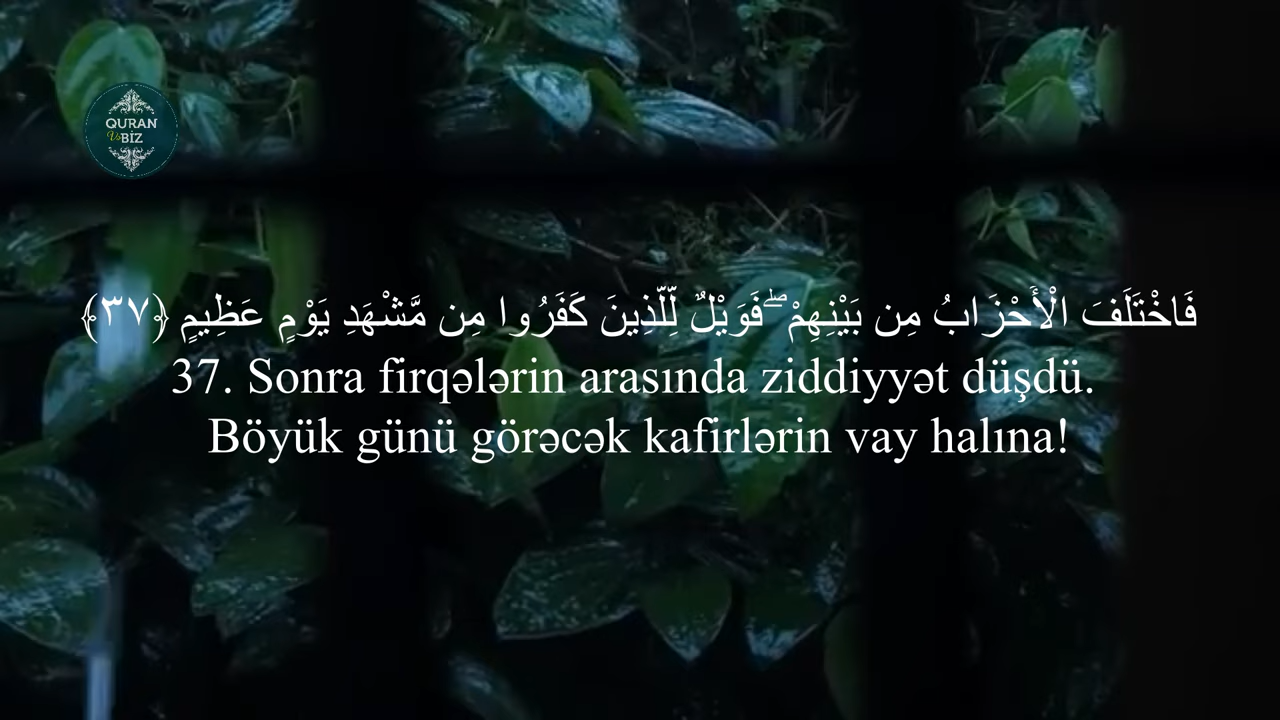 QURAN
Və BİZ
فَاخْتَلَفَ الْأَحْزَابُ مِن بَيْنِهِمْ ۖ فَوَيْلٌ لِّلَّذِينَ كَفَرُوا مِن مَّشْهَدِ يَوْمٍ عَظِيمٍ ﴿٣٧﴾
37. Sonra firqələrin arasında ziddiyyət düşdü.
Böyük günü görəcək kafirlərin vay halına!